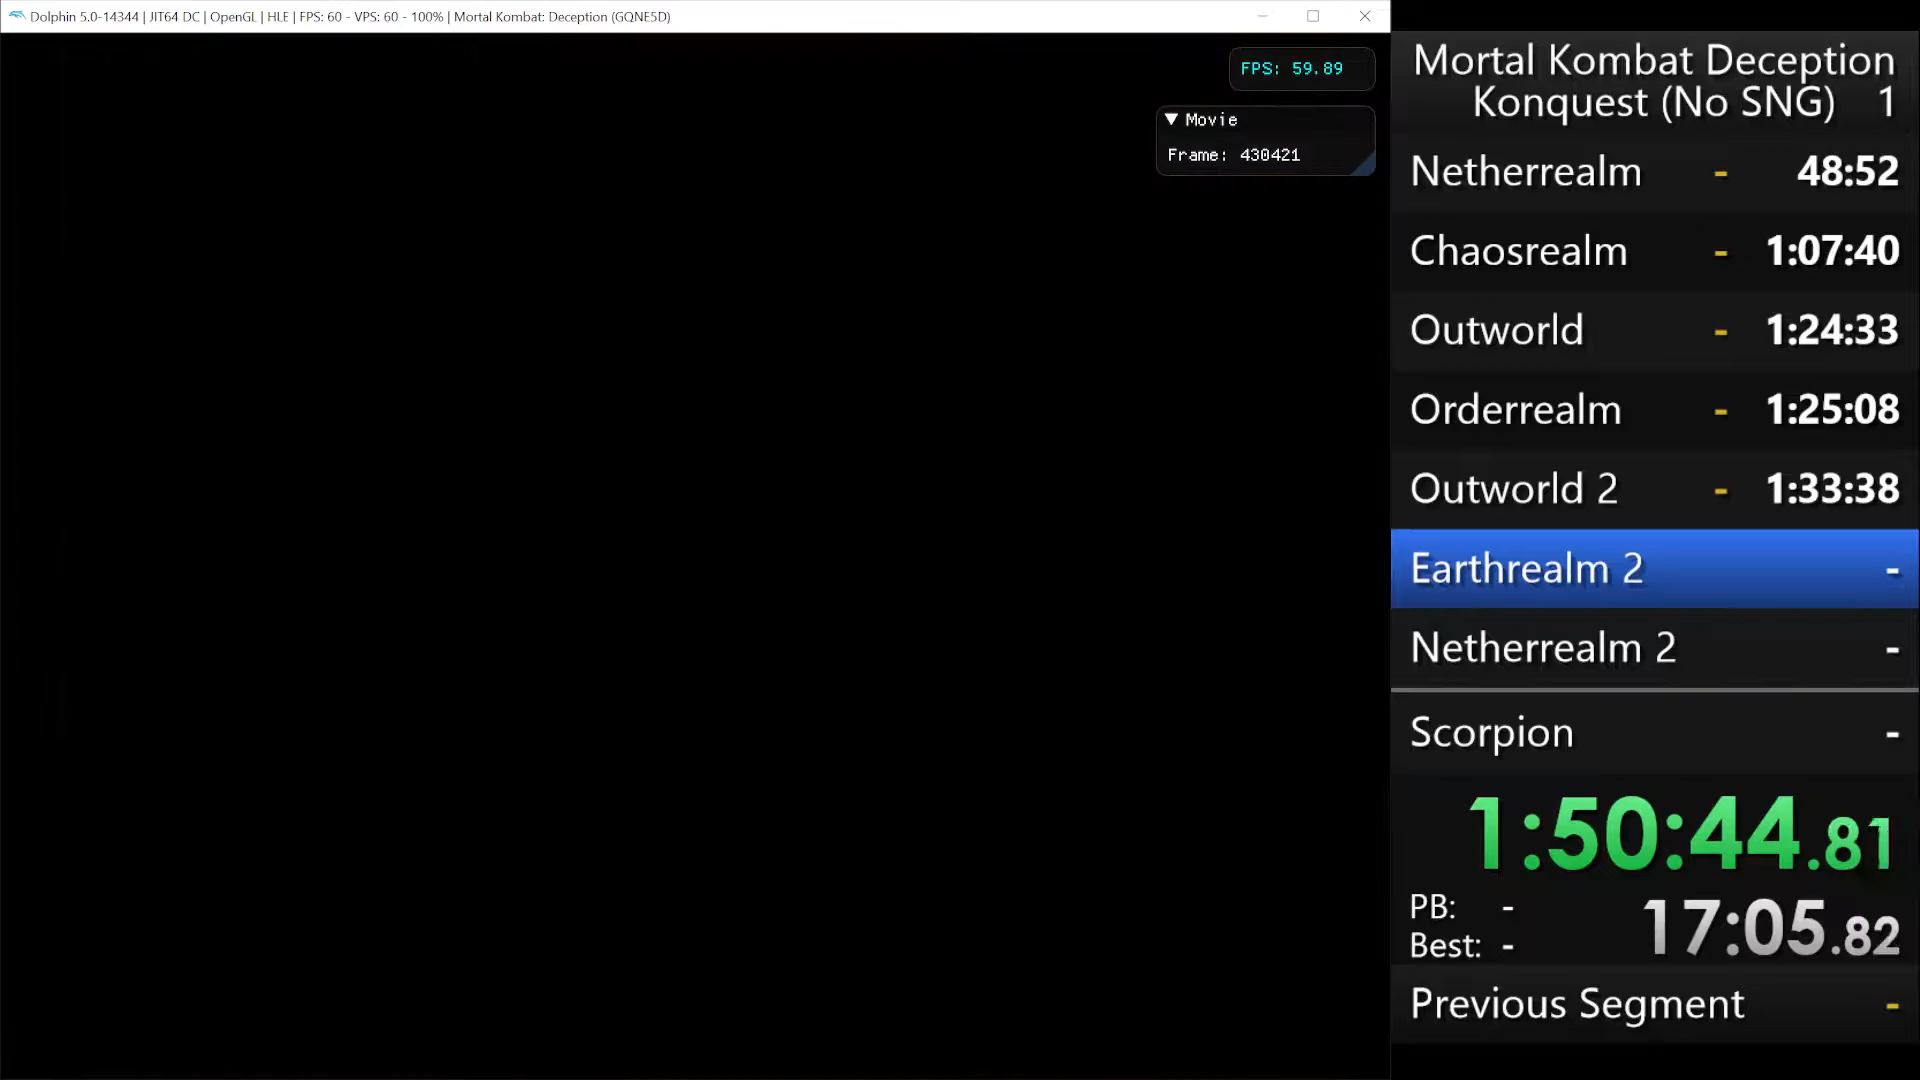 Dolphin 5.0-14344 | JIT64 DC | OpenGL | HLE | FPS: 60 - VPS: 60 - 100% | Mortal Kombat: Deception (GQNE5D)
FPS: 59.89
▼ Movie
Frame: 430421
Mortal Kombat Deception
Konquest (No SNG) 1
Netherrealm - 48:52
Chaosrealm - 1:07:40
Outworld - 1:24:33
Orderrealm - 1:25:08
Outworld 2 - 1:33:38
Earthrealm 2 -
Netherrealm 2 -
Scorpion -
1:50:44.81
PB: -
Best: -
17:05.82
Previous Segment -